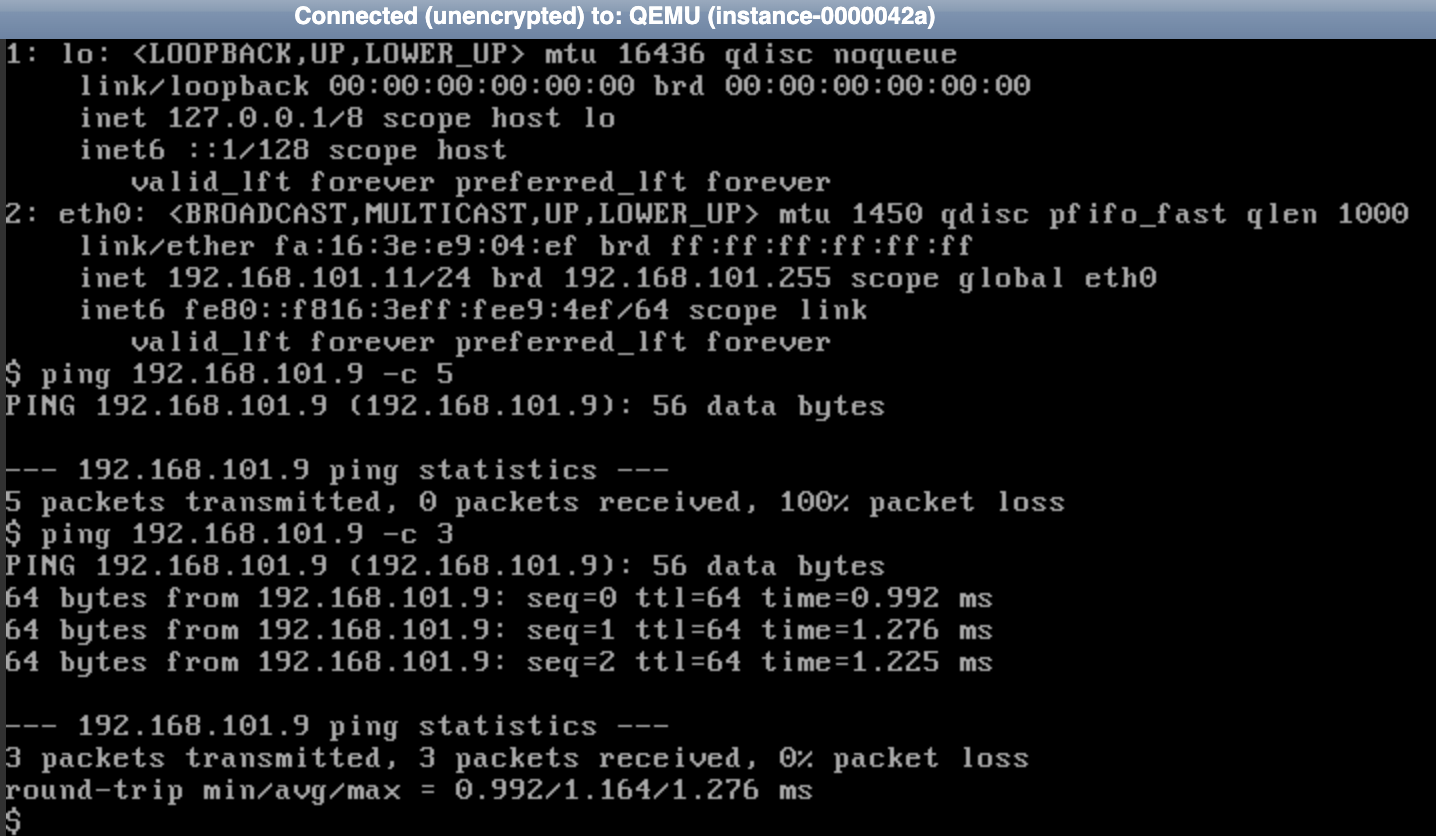 Connected (unencrypted) to: QEMU (instance-0000042a)
1: lo: <LOOPBACK,UP,LOWER_UP> mtu 16436 qdisc noqueue
link/loopback 00:00:00:00:00:00 brd 00:00:00:00:00:00
inet 127.0.0.1/8 scope host lo
inet6 ::1/128 scope host
valid_lft forever preferred_lft forever
2: eth0: <BROADCAST,MULTICAST,UP,LOWER_UP> mtu 1450 qdisc pfifo_fast qlen 1000
link/ether fa:16:3e:e9:04:ef brd ff:ff:ff:ff:ff:ff
inet 192.168.101.11/24 brd 192.168.101.255 scope global eth0
inet6 fe80::f816:3eff:fee9:4ef/64 scope link
valid_lft forever preferred_lft forever
$ ping 192.168.101.9 -c 5
PING 192.168.101.9 (192.168.101.9): 56 data bytes
--- 192.168.101.9 ping statistics ---
5 packets transmitted, 0 packets received, 100% packet loss
$ ping 192.168.101.9 -c 3
PING 192.168.101.9 (192.168.101.9): 56 data bytes
64 bytes from 192.168.101.9: seq=0 ttl=64 time=0.992 ms
64 bytes from 192.168.101.9: seq=1 ttl=64 time=1.276 ms
64 bytes from 192.168.101.9: seq=2 ttl=64 time=1.225 ms
--- 192.168.101.9 ping statistics ---
3 packets transmitted, 3 packets received, 0% packet loss
round-trip min/avg/max = 0.992/1.164/1.276 ms
$